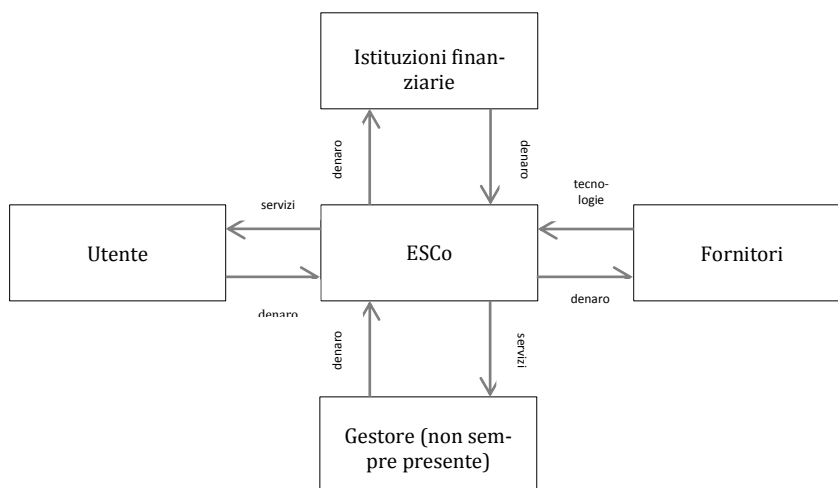 Istituzioni finan-
ziarie
denaro
denaro
servizi
tecno-
logie
Utente
ESCo
Fornitori
denaro
denaro
denaro
servizi
Gestore (non sem-
pre presente)